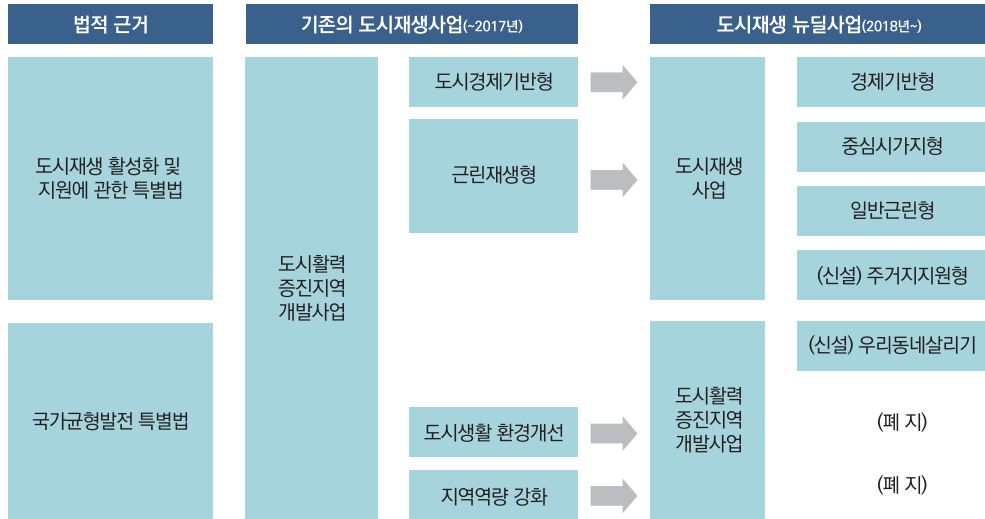 법적 근거
기존의 도시재생사업(~2017년)
도시재생 뉴딜사업(2018년~)
도시재생 활성화 및
지원에 관한 특별법
국가균형발전 특별법
도시활력
증진지역
개발사업
도시경제기반형
근린재생형
도시생활 환경개선
지역역량 강화
도시재생
사업
경제기반형
중심시가지형
일반근린형
(신설) 주거지지원형
도시활력
증진지역
개발사업
(신설) 우리동네살리기
(폐 지)
(폐 지)